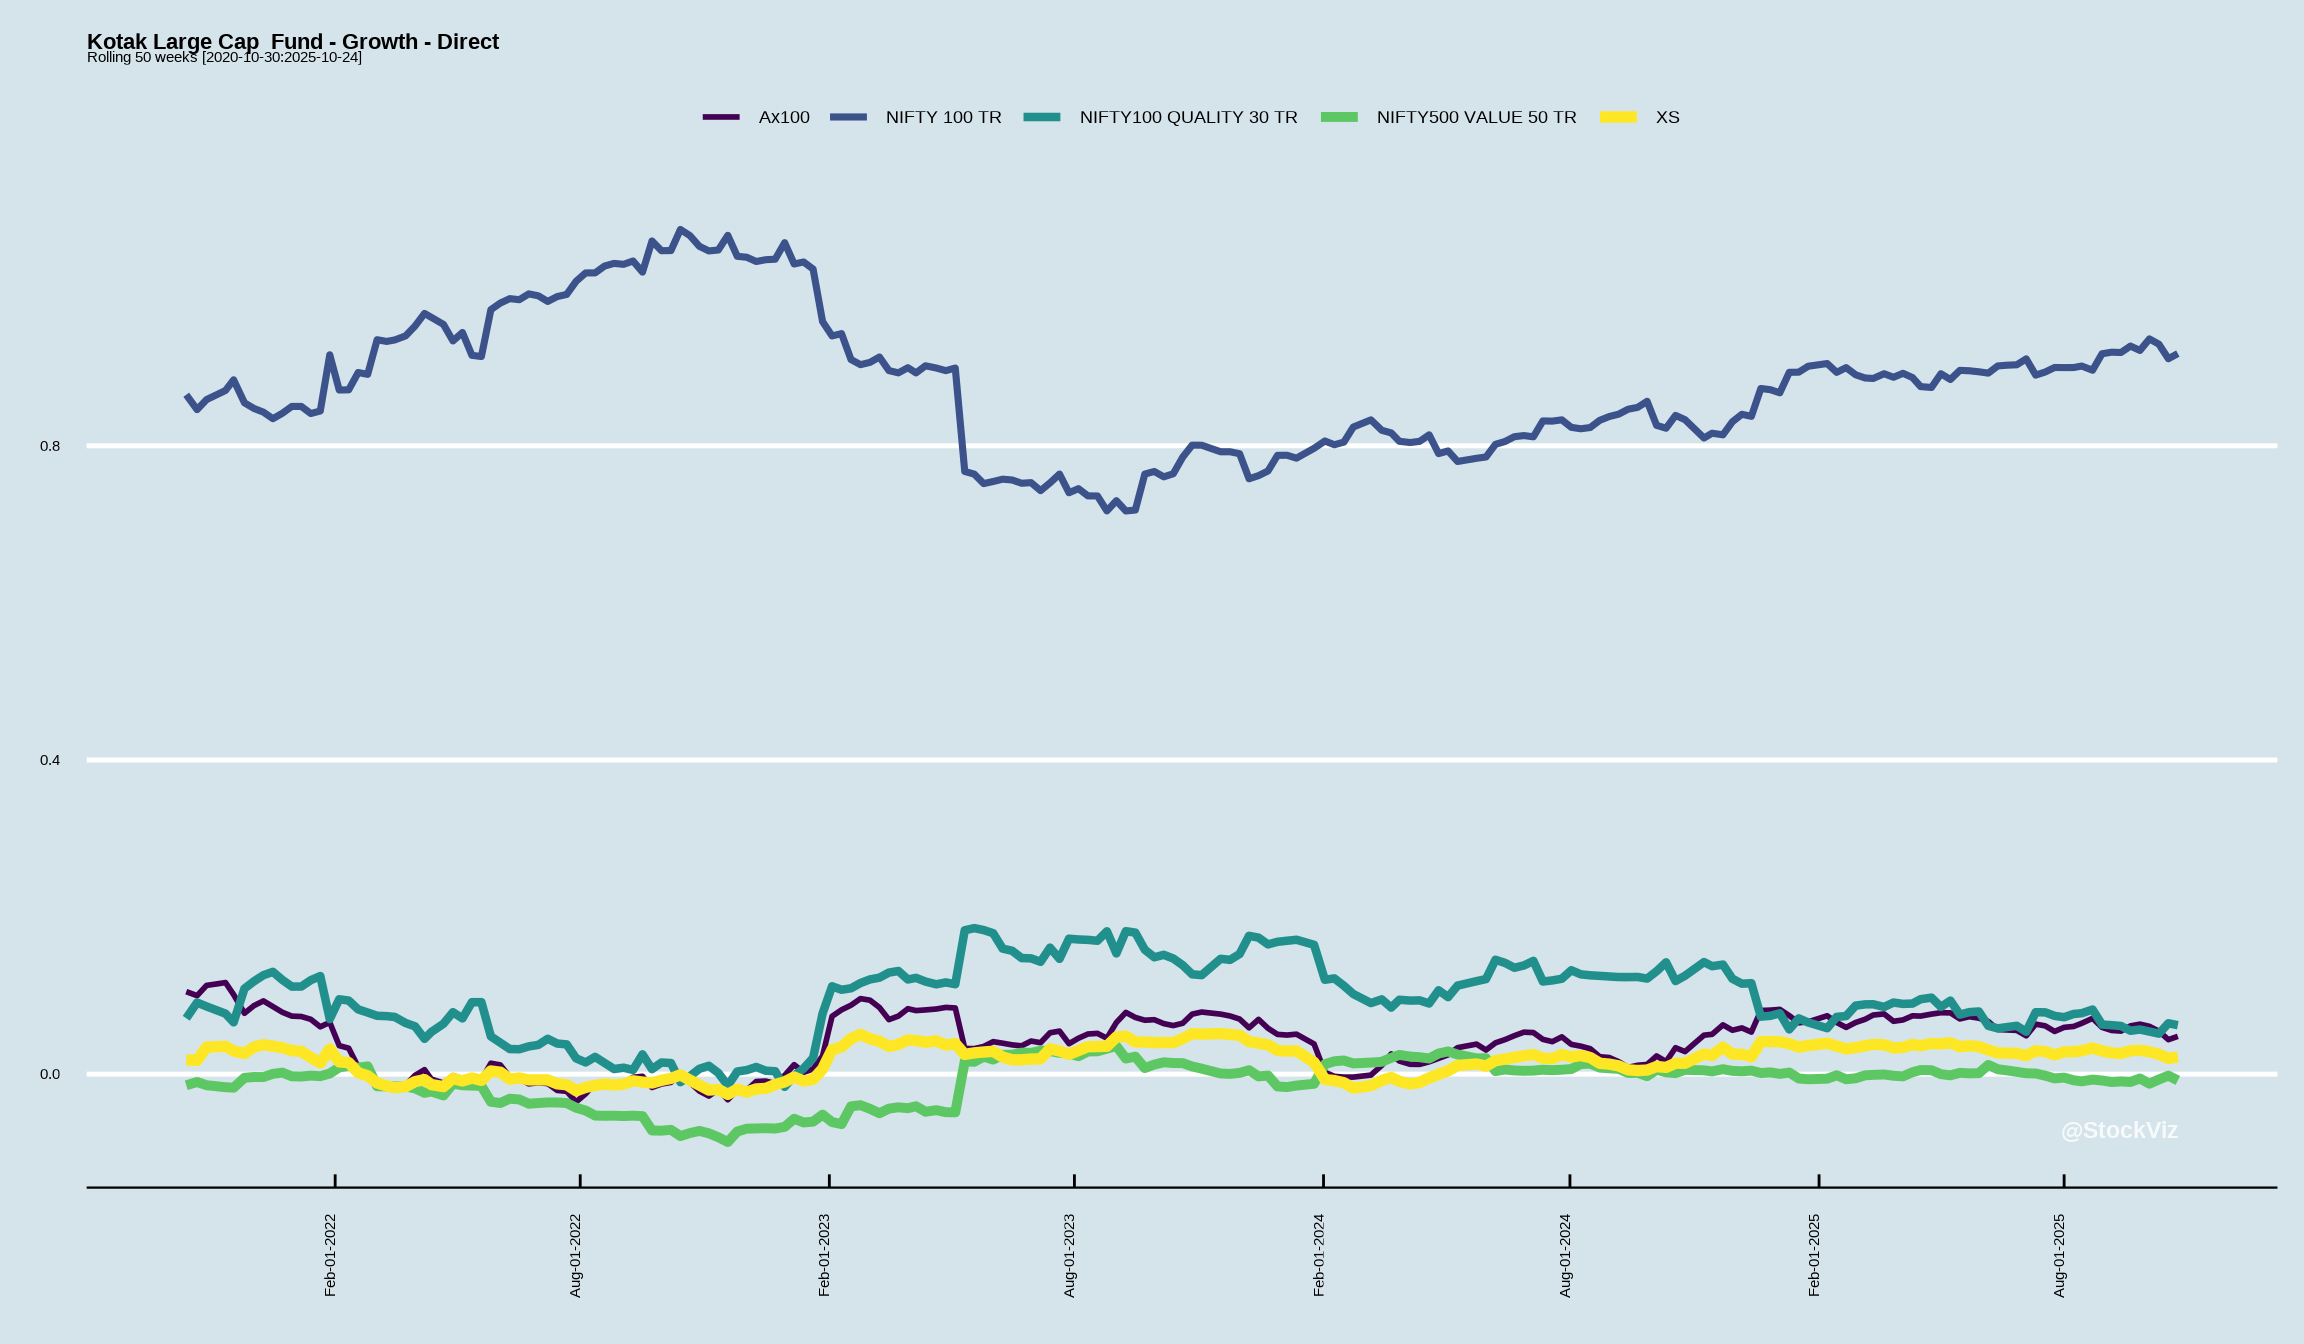 Kotak Large Cap  Fund - Growth - Direct
Rolling 50 weeks [2020-10-30:2025-10-24]
Ax100 NIFTY 100 TR NIFTY100 QUALITY 30 TR NIFTY500 VALUE 50 TR XS
0.8
0.4
0.0
@StockViz
Feb-01-2022
Aug-01-2022
Feb-01-2023
Aug-01-2023
Feb-01-2024
Aug-01-2024
Feb-01-2025
Aug-01-2025